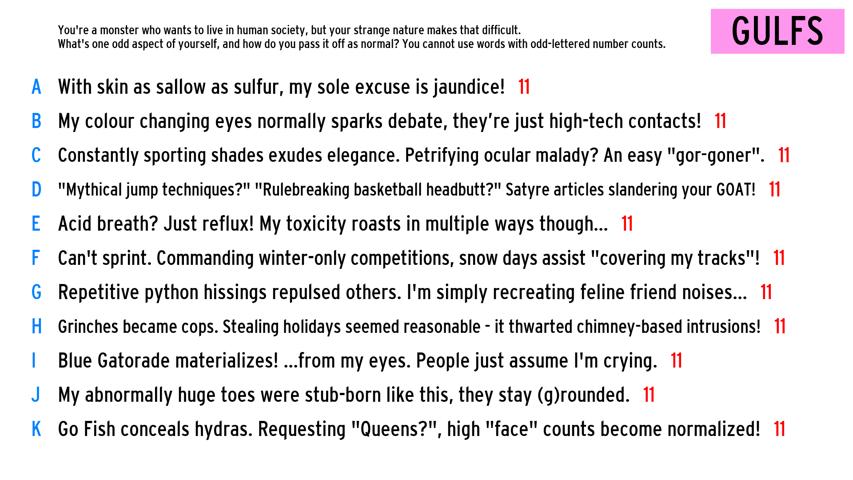 You're a monster who wants to live in human society, but your strange nature makes that difficult.
What's one odd aspect of yourself, and how do you pass it off as normal? You cannot use words with odd-lettered number counts.
GULFS
A With skin as sallow as sulfur, my sole excuse is jaundice! 11
B My colour changing eyes normally sparks debate, they're just high-tech contacts! 11
C Constantly sporting shades exudes elegance. Petrifying ocular malady? An easy "gor-goner". 11
D "Mythical jump techniques?" "Rulebreaking basketball headbutt?" Satyre articles slandering your GOAT! 11
E Acid breath? Just reflux! My toxicity roasts in multiple ways though... 11
F Can't sprint. Commanding winter-only competitions, snow days assist "covering my tracks"! 11
G Repetitive python hissings repulsed others. I'm simply recreating feline friend noises... 11
H Grinches became cops. Stealing holidays seemed reasonable - it thwarted chimney-based intrusions! 11
I Blue Gatorade materializes! ...from my eyes. People just assume I'm crying. 11
J My abnormally huge toes were stub-born like this, they stay (g)rounded. 11
K Go Fish conceals hydras. Requesting "Queens?", high "face" counts become normalized! 11